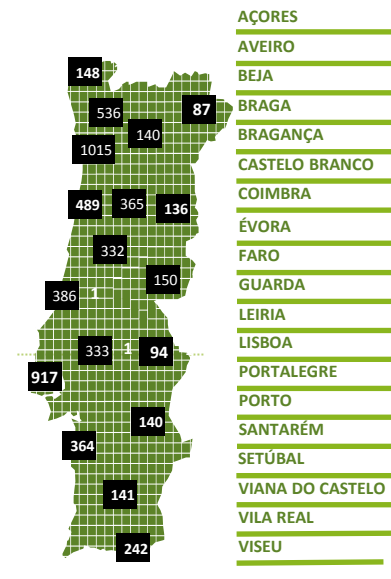 148
536
87
140
1015
489
365
136
332
150
386
1
333
1
94
917
140
364
141
242
AÇORES
AVEIRO
BEJA
BRAGA
BRAGANÇA
CASTELO BRANCO
COIMBRA
ÉVORA
FARO
GUARDA
LEIRIA
LISBOA
PORTALEGRE
PORTO
SANTARÉM
SETÚBAL
VIANA DO CASTELO
VILA REAL
VISEU